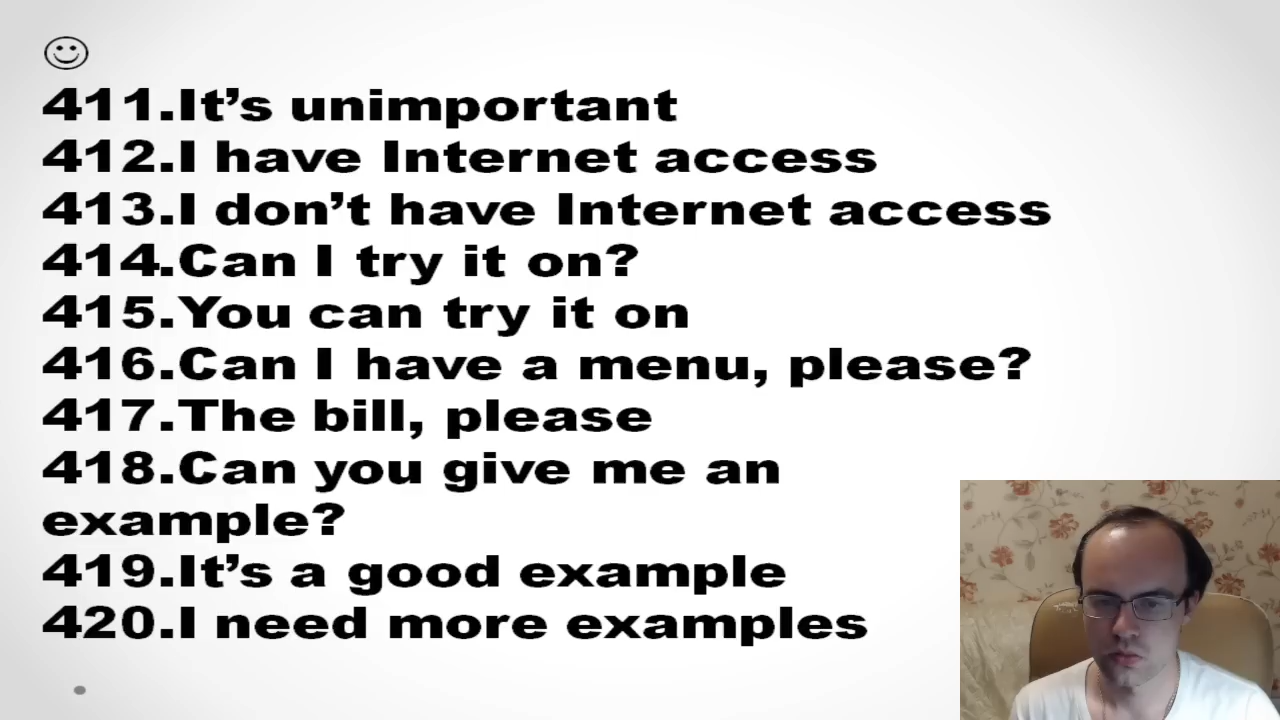 411.It’s unimportant
412.I have Internet access
413.I don’t have Internet access
414.Can I try it on?
415.You can try it on
416.Can I have a menu, please?
417.The bill, please
418.Can you give me an
example?
419.It’s a good example
420.I need more examples